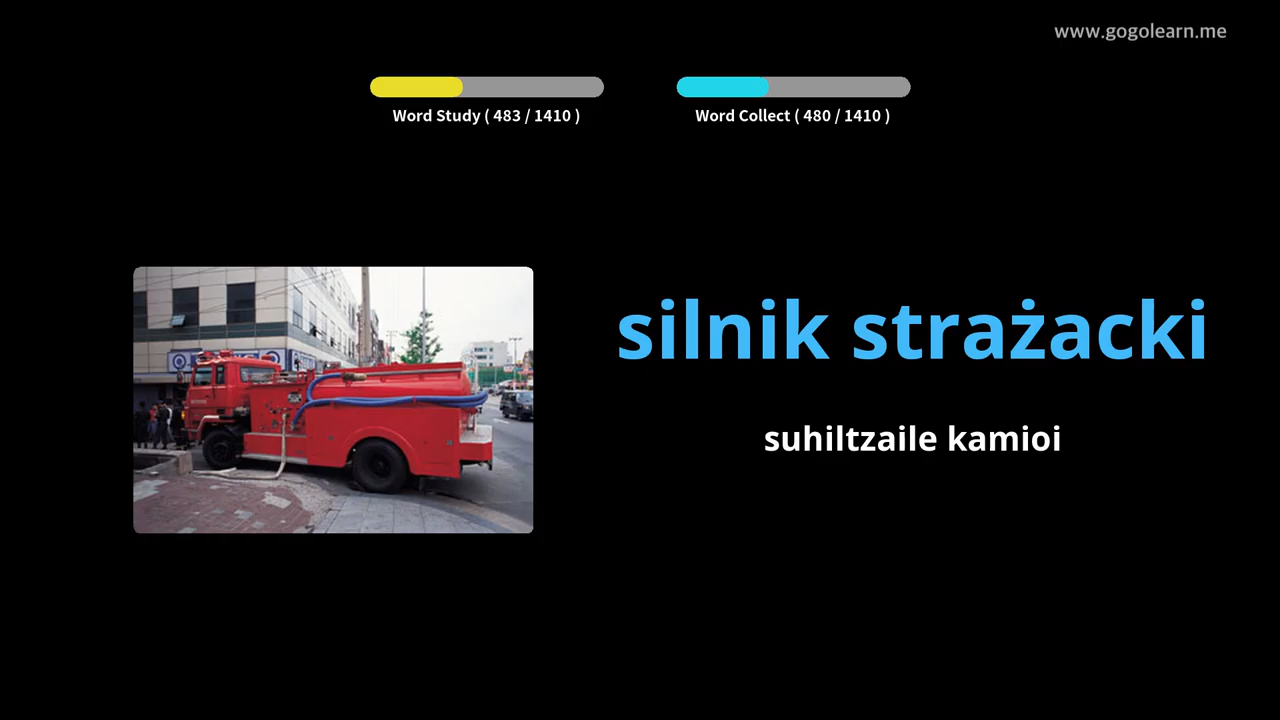 www.gogolearn.me
Word Study ( 483 / 1410 )
Word Collect ( 480 / 1410 )
silnik strażacki
suhiltzaile kamioi